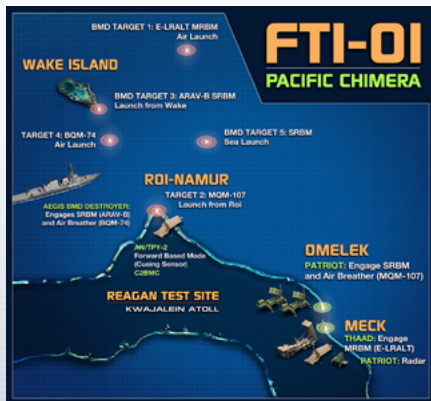 FTI-01
PACIFIC CHIMERA
BMD TARGET 1: E-LRALT MRBM
Air Launch
WAKE ISLAND
BMD TARGET 3: ARAV-B SRBM
Launch from Wake
TARGET 4: BQM-74
Air Launch
BMD TARGET 5: SRBM
Sea Launch
ROI-NAMUR
TARGET 2: MQM-107
Launch from Roi
AEGIS BMD DESTROYER:
Engages SRBM (ARAV-B)
and Air Breather (BQM-74)
AN/TPY-2
Forward Based Mode
(Cueing Sensor)
C2BMC
OMELEK
PATRIOT: Engage SRBM
and Air Breather (MQM-107)
REAGAN TEST SITE
KWAJALEIN ATOLL
MECK
THAAD: Engage
MRBM (E-LRALT)
PATRIOT: Radar